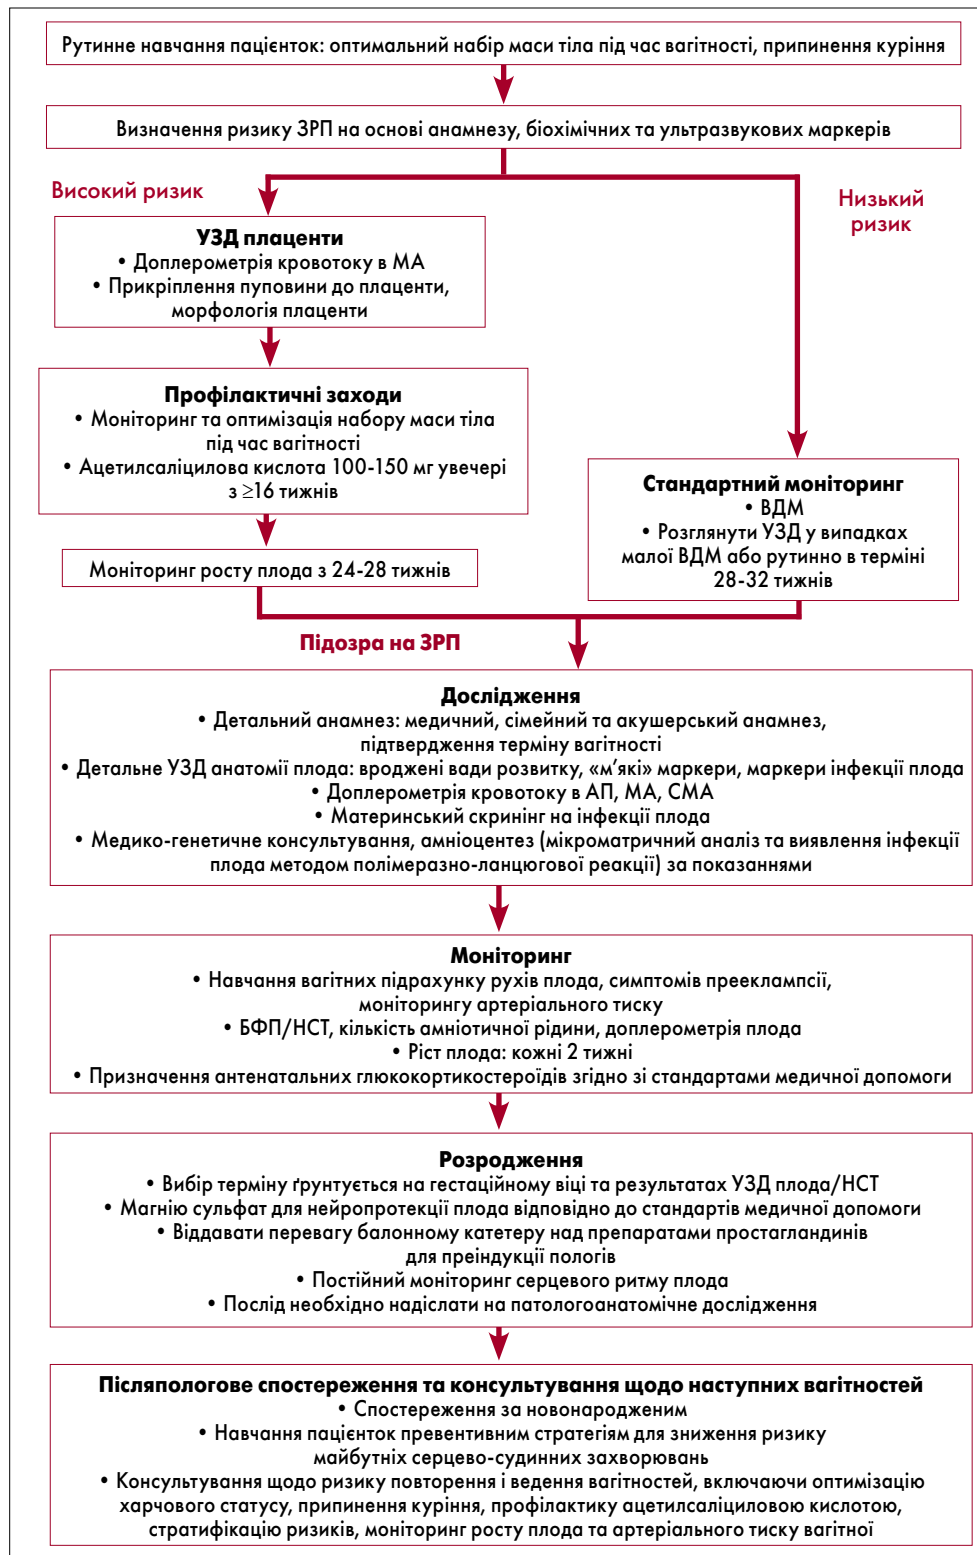 Рутинне навчання пацієнток: оптимальний набір маси тіла під час вагітності, припинення куріння
Визначення ризику ЗРП на основі анамнезу, біохімічних та ультразвукових маркерів
Високий ризик
Низький
ризик
УЗД плаценти
• Доплерометрія кровотоку в МА
• Прикріплення пуповини до плаценти,
морфологія плаценти
Профілактичні заходи
• Моніторинг та оптимізація набору маси тіла
під час вагітності
• Ацетилсаліцилова кислота 100-150 мг увечері
з ≥16 тижнів
Моніторинг росту плода з 24-28 тижнів
Стандартний моніторинг
• ВДМ
• Розглянути УЗД у випадках
малої ВДМ або рутинно в терміні
28-32 тижнів
Підозра на ЗРП
Дослідження
• Детальний анамнез: медичний, сімейний та акушерський анамнез,
підтвердження терміну вагітності
• Детальне УЗД анатомії плода: вроджені вади розвитку, «м’які» маркери, маркери інфекції плода
• Доплерометрія кровотоку в АП, МА, СМА
• Материнський скринінг на інфекції плода
• Медико-генетичне консультування, амніоцентез (мікроматричний аналіз та виявлення інфекції
плода методом полімеразно-ланцюгової реакції) за показаннями
Моніторинг
• Навчання вагітних підрахунку рухів плода, симптомів прееклампсії,
моніторингу артеріального тиску
• БФП/НСТ, кількість амніотичної рідини, доплерометрія плода
• Ріст плода: кожні 2 тижні
• Призначення антенатальних глюкокортикостероїдів згідно зі стандартами медичної допомоги
Розродження
• Вибір терміну ґрунтується на гестаційному віці та результатах УЗД плода/НСТ
• Магнію сульфат для нейропротекції плода відповідно до стандартів медичної допомоги
• Віддавати перевагу балонному катетеру над препаратами простагландинів
для преіндукції пологів
• Постійний моніторинг серцевого ритму плода
• Послід необхідно надіслати на патологоанатомічне дослідження
Післяпологове спостереження та консультування щодо наступних вагітностей
• Спостереження за новонародженим
• Навчання пацієнток превентивним стратегіям для зниження ризику
майбутніх серцево-судинних захворювань
• Консультування щодо ризику повторення і ведення вагітностей, включаючи оптимізацію
харчового статусу, припинення куріння, профілактику ацетилсаліциловою кислотою,
стратифікацію ризиків, моніторинг росту плода та артеріального тиску вагітної